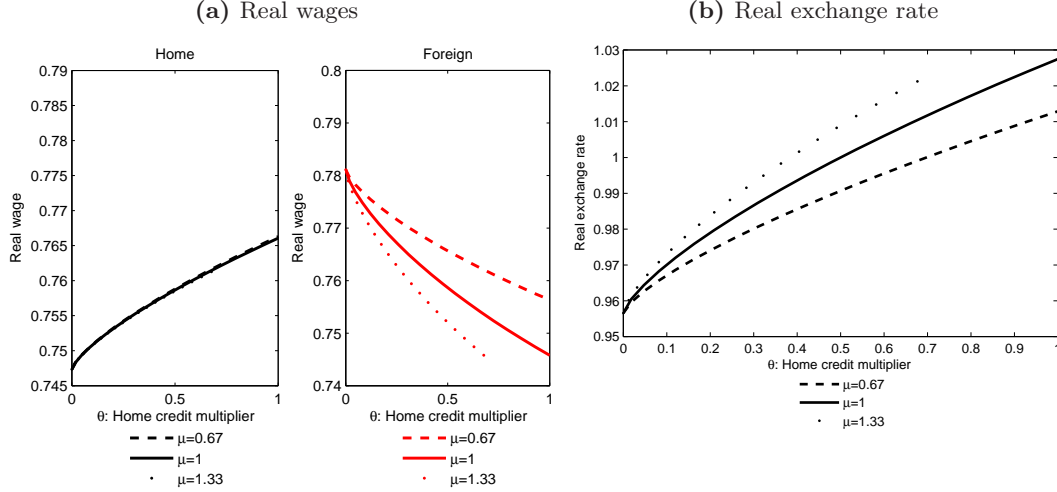 (a) Real wages
Home
0.79
0.785
0.78
0.775
0.77
0.765
0.76
0.755
0.75
0.745
Real wage
0 0.5 1
θ: Home credit multiplier
μ=0.67
μ=1
μ=1.33
Foreign
0.8
0.79
0.78
0.77
0.76
0.75
0.74
Real wage
0 0.5 1
θ: Home credit multiplier
μ=0.67
μ=1
μ=1.33
(b) Real exchange rate
1.03
1.02
1.01
1
0.99
0.98
0.97
0.96
0.95
Real exchange rate
0 0.1 0.2 0.3 0.4 0.5 0.6 0.7 0.8 0.9 1
θ: Home credit multiplier
μ=0.67
μ=1
μ=1.33